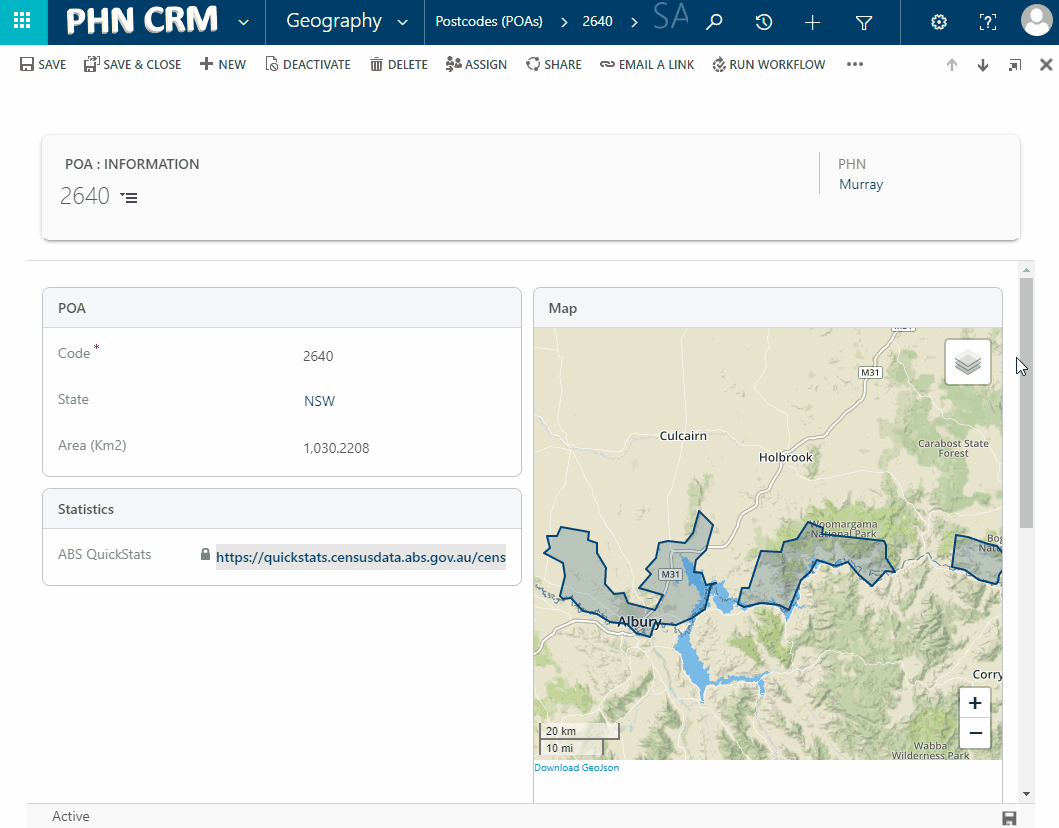 PHN CRM Geography Postcodes (POAs) 2640 SA
SAVE SAVE & CLOSE NEW DEACTIVATE DELETE ASSIGN SHARE EMAIL A LINK RUN WORKFLOW
POA : INFORMATION
2640
PHN
Murray
POA
Code *
2640
State
NSW
Area (Km2)
1,030.2208
Statistics
ABS QuickStats
https://quickstats.censusdata.abs.gov.au/cens
Map
M31
Culcairn
Holbrook
Carabost State
Forest
Woomargama
National Park
Bog
Nation
M31
Albury
Corry
20 km
10 mi
Wabba
Wilderness Park
Download GeoJson
Active